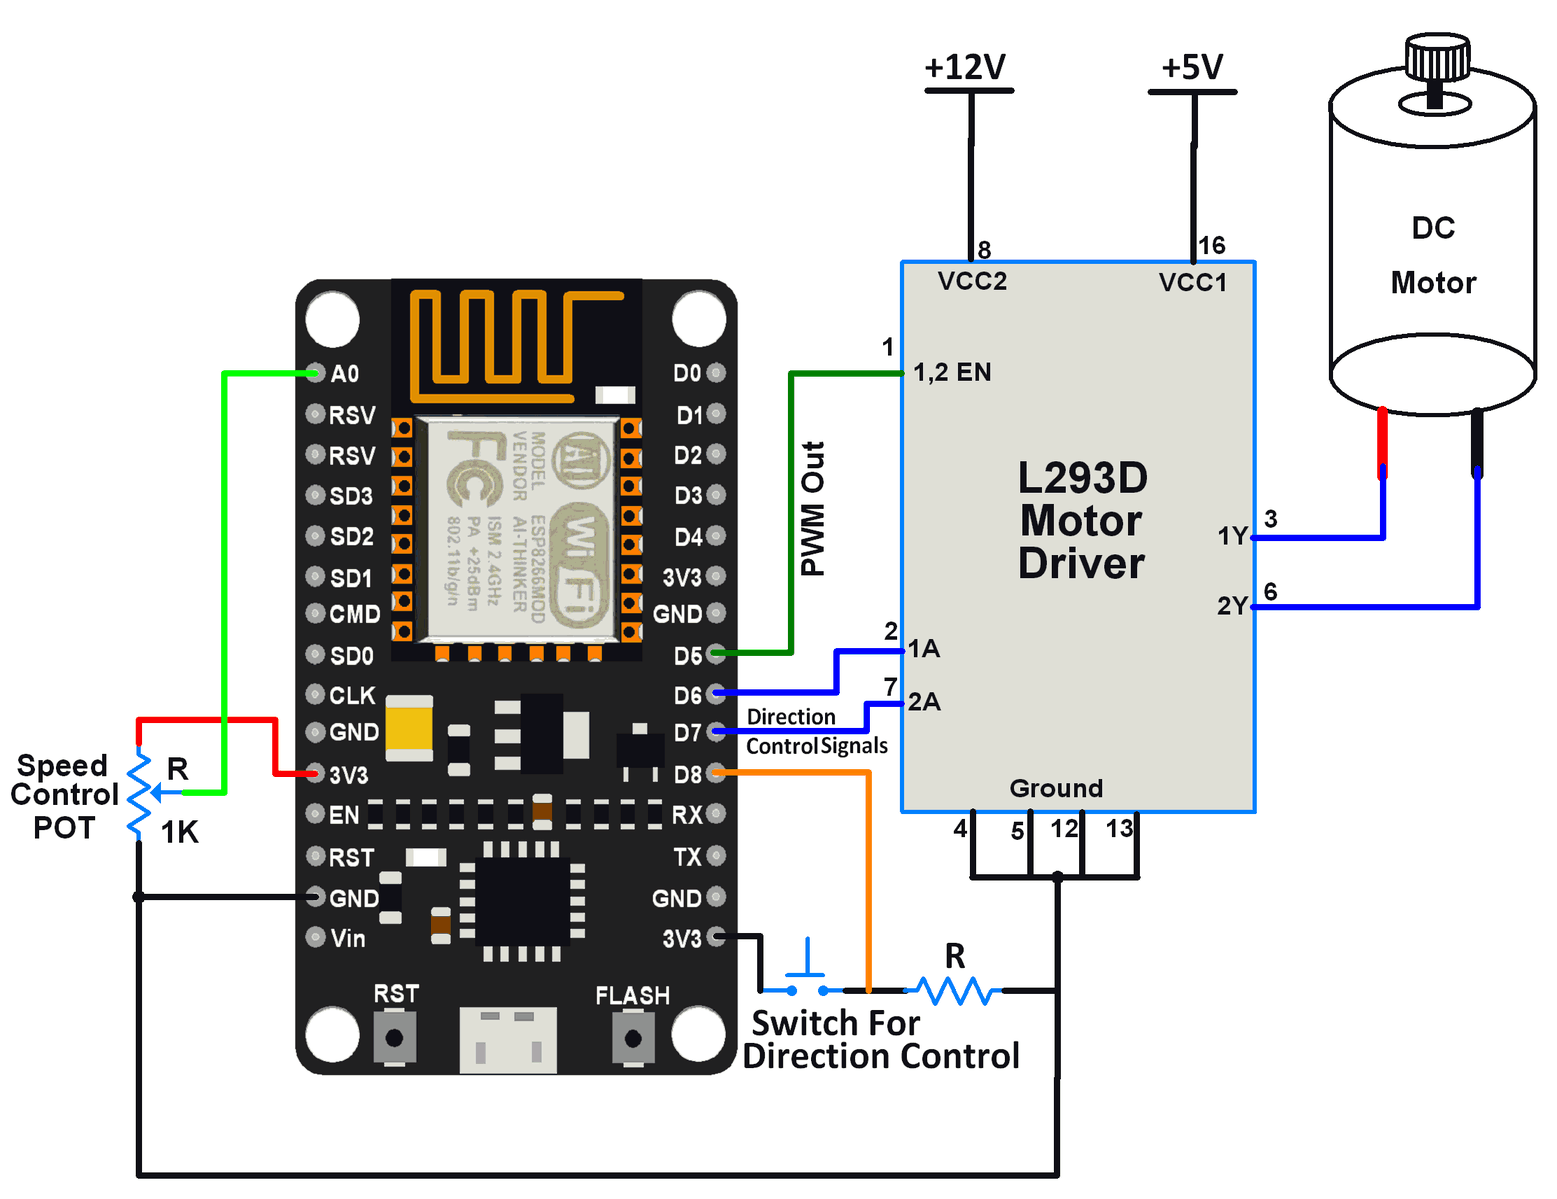 +12V
+5V
8
16
VCC2
VCC1
DC
Motor
1
1,2 EN
L293D
Motor
Driver
PWM Out
1Y
3
2Y
6
2
1A
7
2A
Direction
Control Signals
Ground
4
5
12
13
A0
RSV
RSV
SD3
SD2
SD1
CMD
SD0
CLK
GND
3V3
EN
RST
GND
Vin
D0
D1
D2
D3
D4
3V3
GND
D5
D6
D7
D8
RX
TX
GND
3V3
MODEL ESP8266MOD
VENDOR AI-THINKER
ISM 2.4GHz
PA +25dBm
802.11b/g/n
FC
AI
Wi Fi
Speed
Control
POT
R
1K
RST
FLASH
R
Switch For
Direction Control